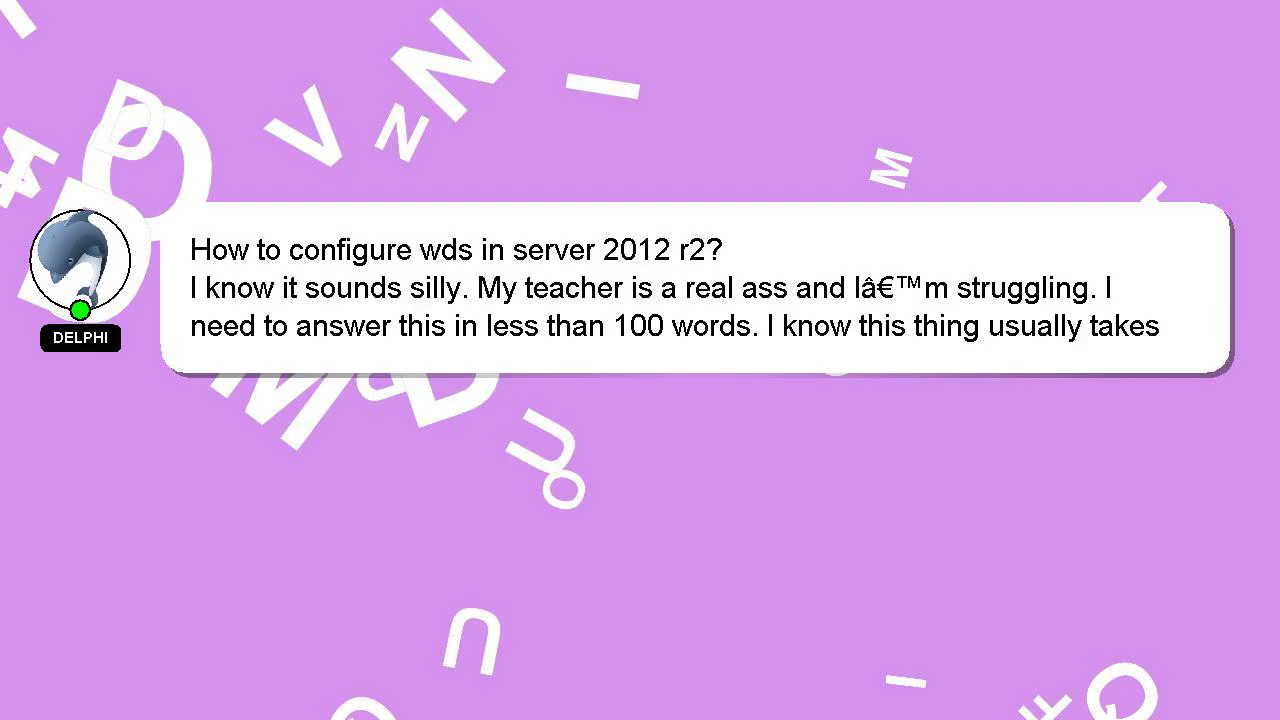 How to configure wds in server 2012 r2?
I know it sounds silly. My teacher is a real ass and Iâ€™m struggling. I
need to answer this in less than 100 words. I know this thing usually takes
DELPHI